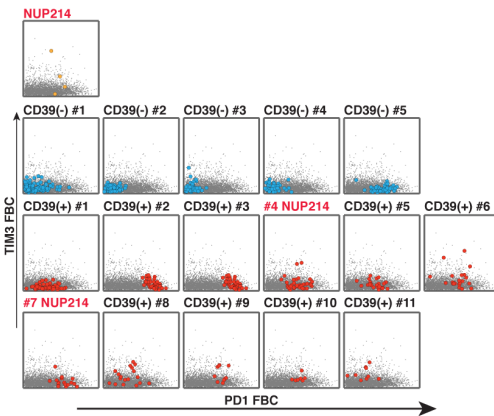 NUP214
CD39(-) #1 CD39(-) #2 CD39(-) #3 CD39(-) #4 CD39(-) #5
TIM3 FBC
CD39(+) #1 CD39(+) #2 CD39(+) #3 #4 NUP214 CD39(+) #5 CD39(+) #6
#7 NUP214 CD39(+) #8 CD39(+) #9 CD39(+) #10 CD39(+) #11
PD1 FBC